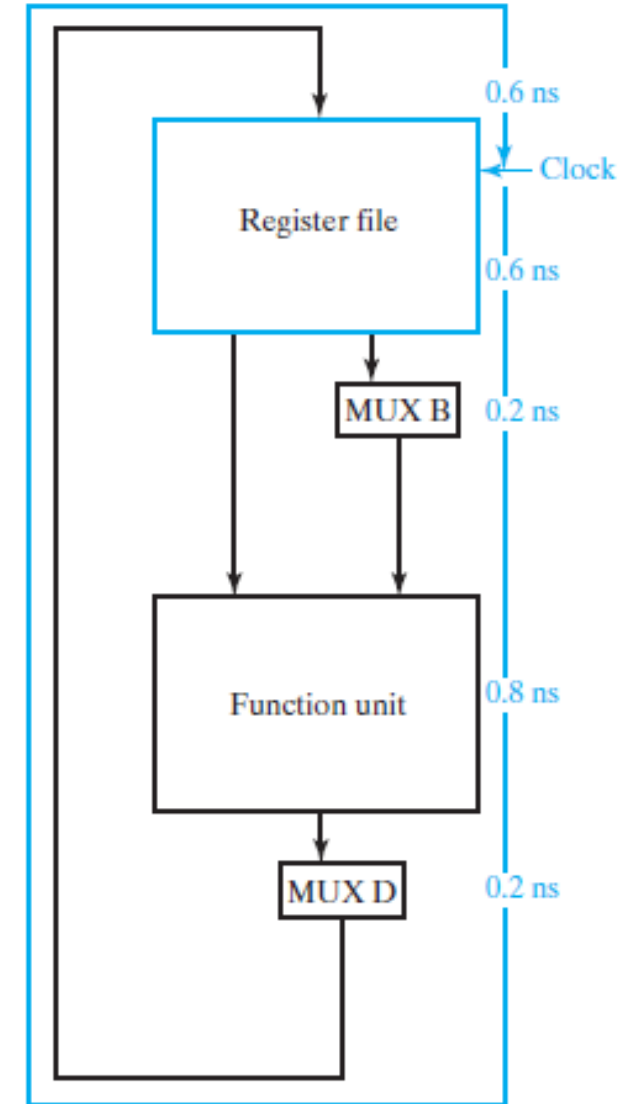 0.6 ns
Clock
Register file
0.6 ns
MUX B
0.2 ns
Function unit
0.8 ns
MUX D
0.2 ns